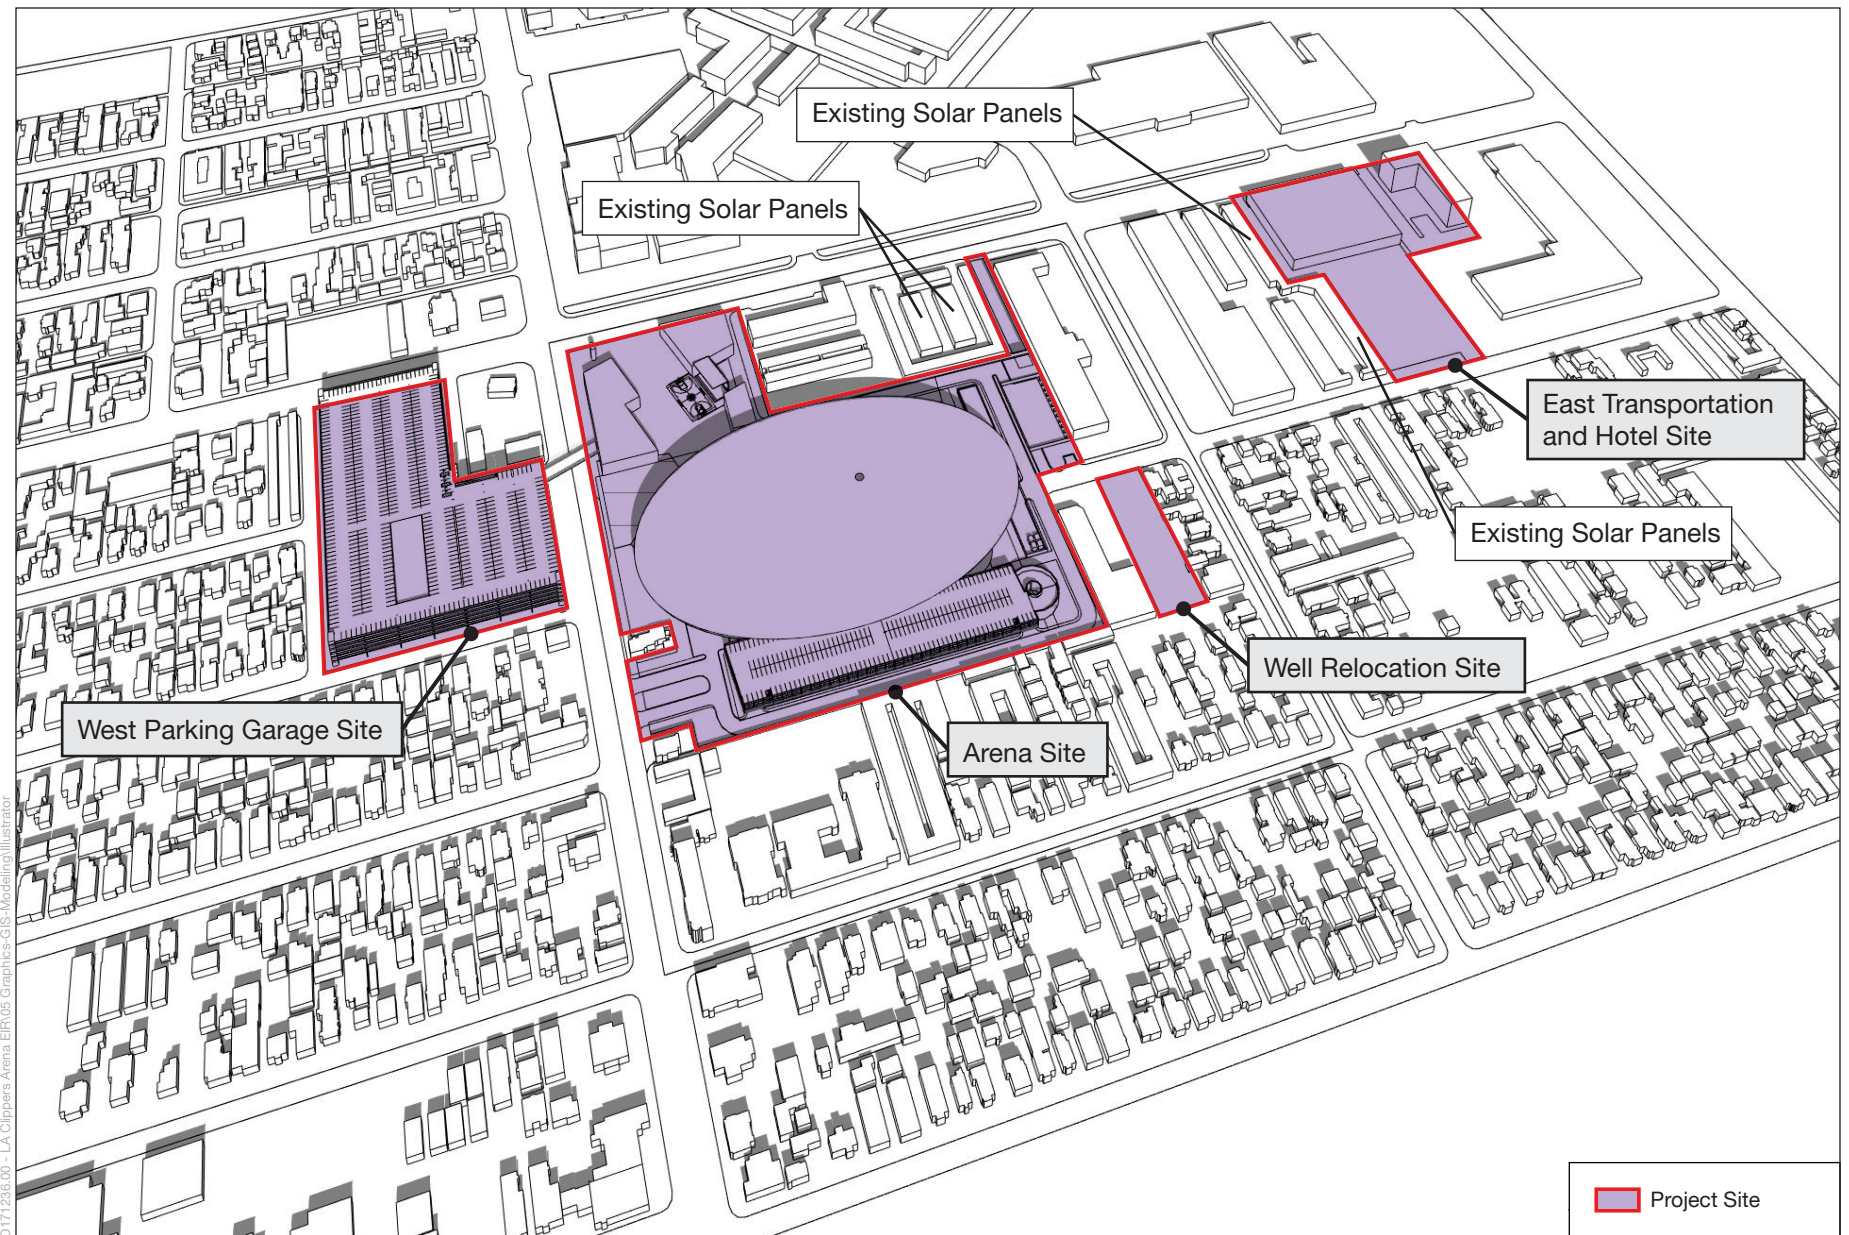 Existing Solar Panels
Existing Solar Panels
East Transportation
and Hotel Site
Existing Solar Panels
Well Relocation Site
West Parking Garage Site
Arena Site
Project Site
D171236.00 - LA Clippers Arena EIR\05 Graphics-GIS-Modeling\Illustrator